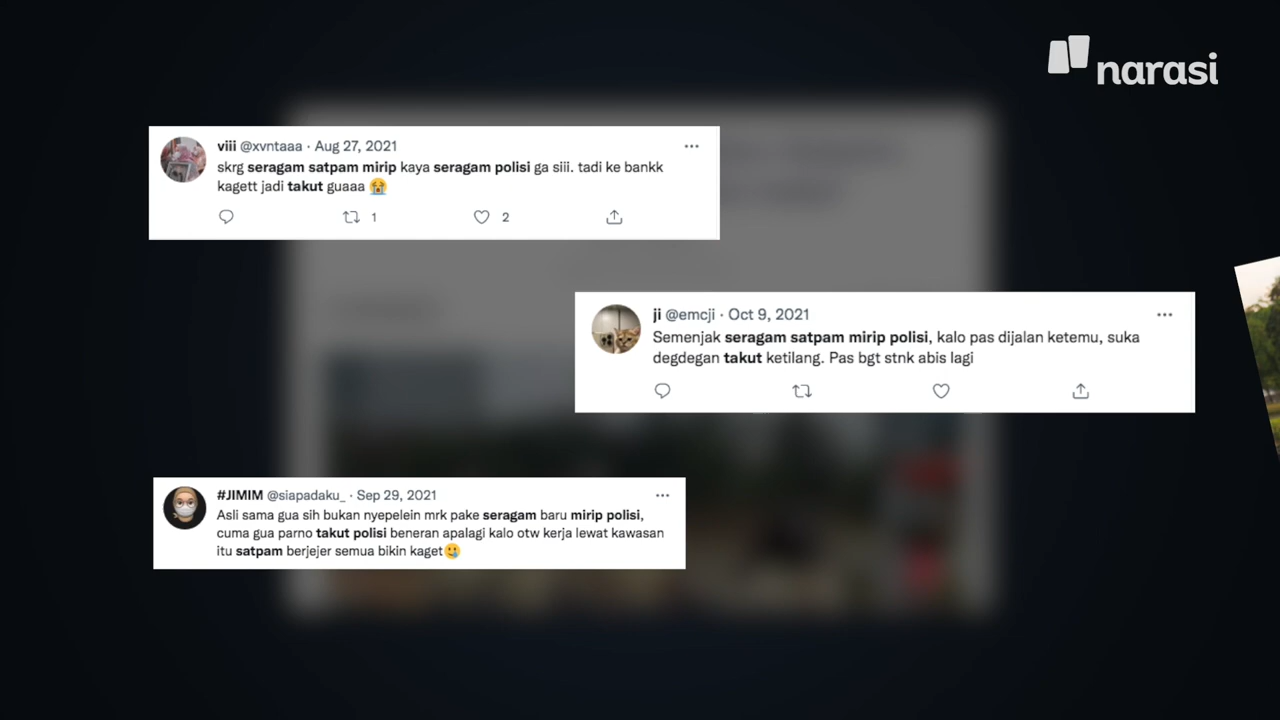 narasi
viii @xvntaaa · Aug 27, 2021
skrg seragam satpam mirip kaya seragam polisi ga siii. tadi ke bankk
kagett jadi takut guaaa 😭
1 2
ji @emcji · Oct 9, 2021
Semenjak seragam satpam mirip polisi, kalo pas dijalan ketemu, suka
degdegan takut ketilang. Pas bgt stnk abis lagi
#JIMIM @siapadaku_ · Sep 29, 2021
Asli sama gua sih bukan nyepelein mrk pake seragam baru mirip polisi,
cuma gua parno takut polisi beneran apalagi kalo otw kerja lewat kawasan
itu satpam berjejer semua bikin kaget🥲